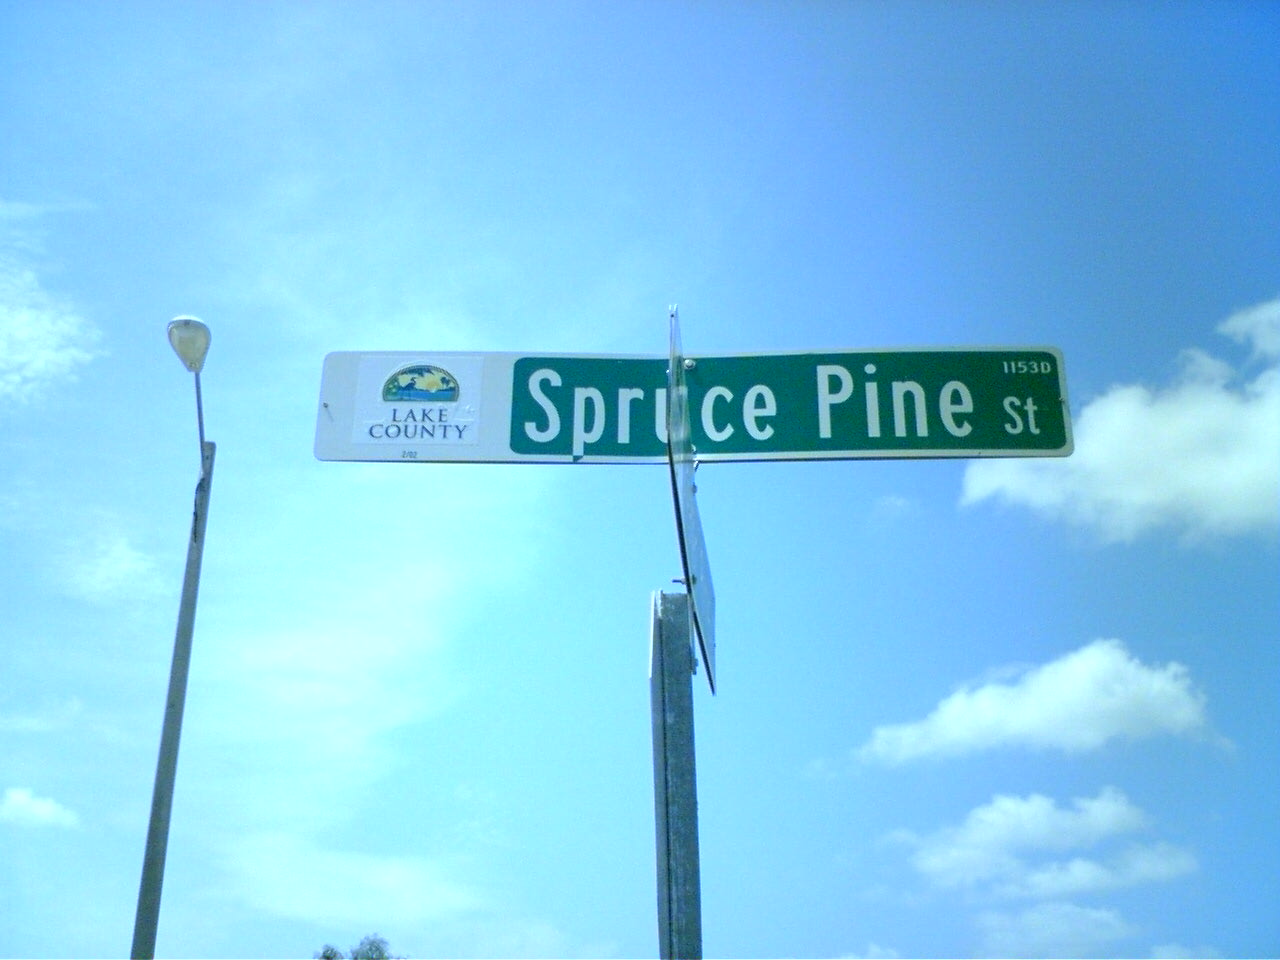 LAKE
COUNTY
2/02
Spruce Pine St
1153D